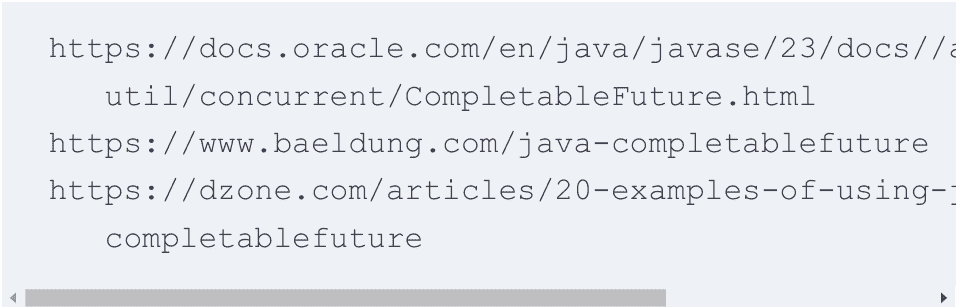 https://docs.oracle.com/en/java/javase/23/docs//
util/concurrent/CompletableFuture.html
https://www.baeldung.com/java-completablefuture
https://dzone.com/articles/20-examples-of-using-
completablefuture